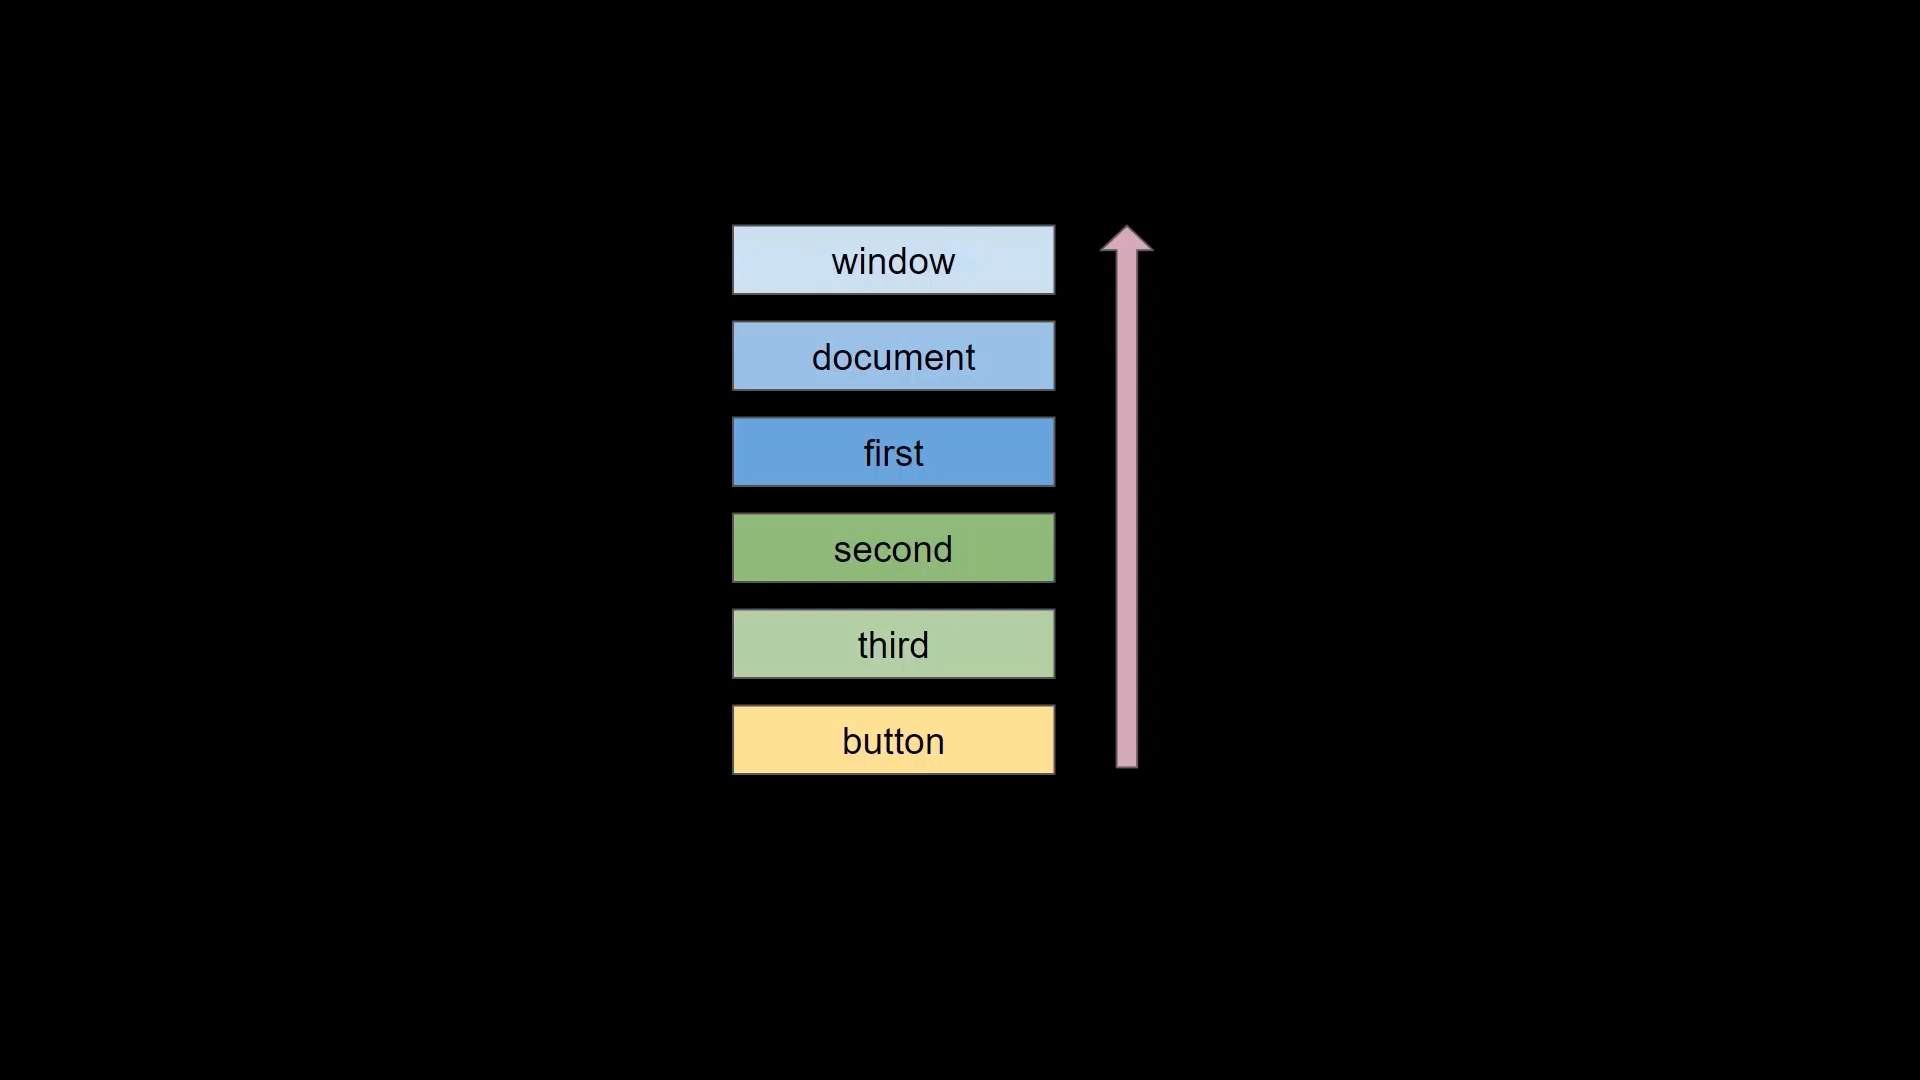 window
document
first
second
third
button